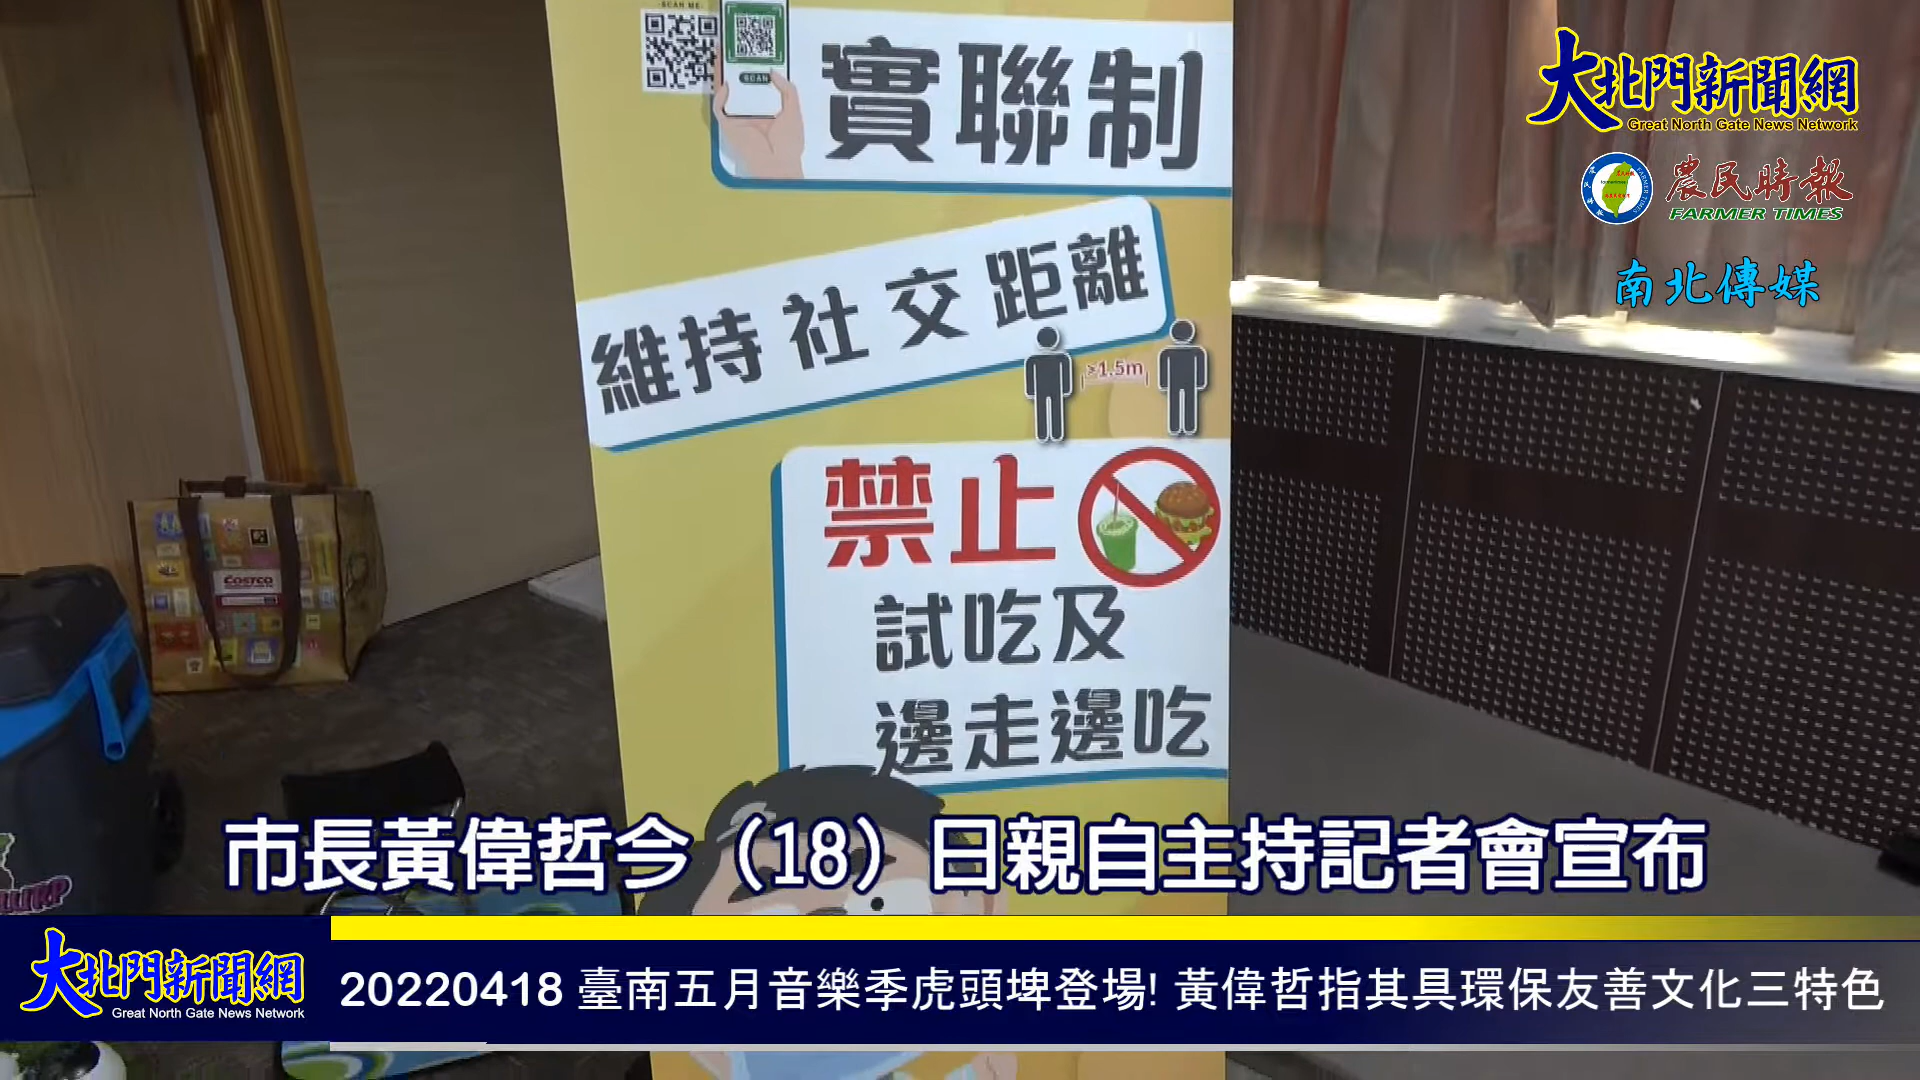 SCAN ME
SCAN
實聯制
大北門新聞網
Great North Gate News Network
農民時報
FARMER TIMES
南北傳媒
維持社交距離
>1.5m
禁止
試吃及
邊走邊吃
COSTCO
市長黃偉哲今（18）日親自主持記者會宣布
大北門新聞網
Great North Gate News Network
20220418 臺南五月音樂季虎頭埤登場! 黃偉哲指其具環保友善文化三特色